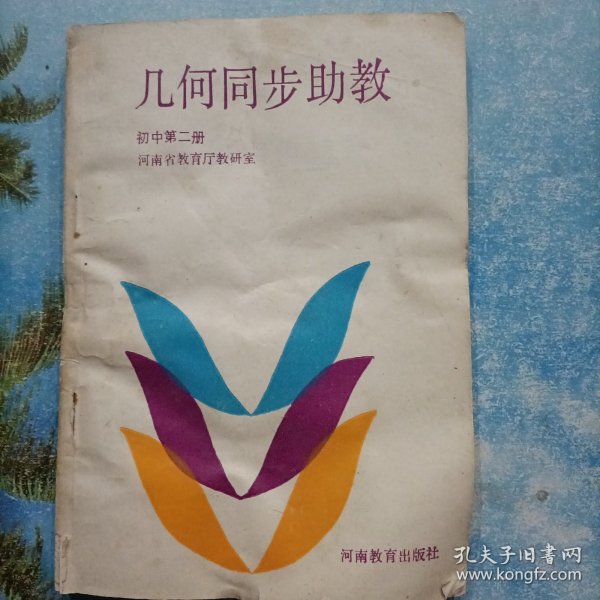 几何同步助教
初中第二册
河南省教育厅教研室
河南教育出版社
孔夫子旧书网
www.kongfz.com